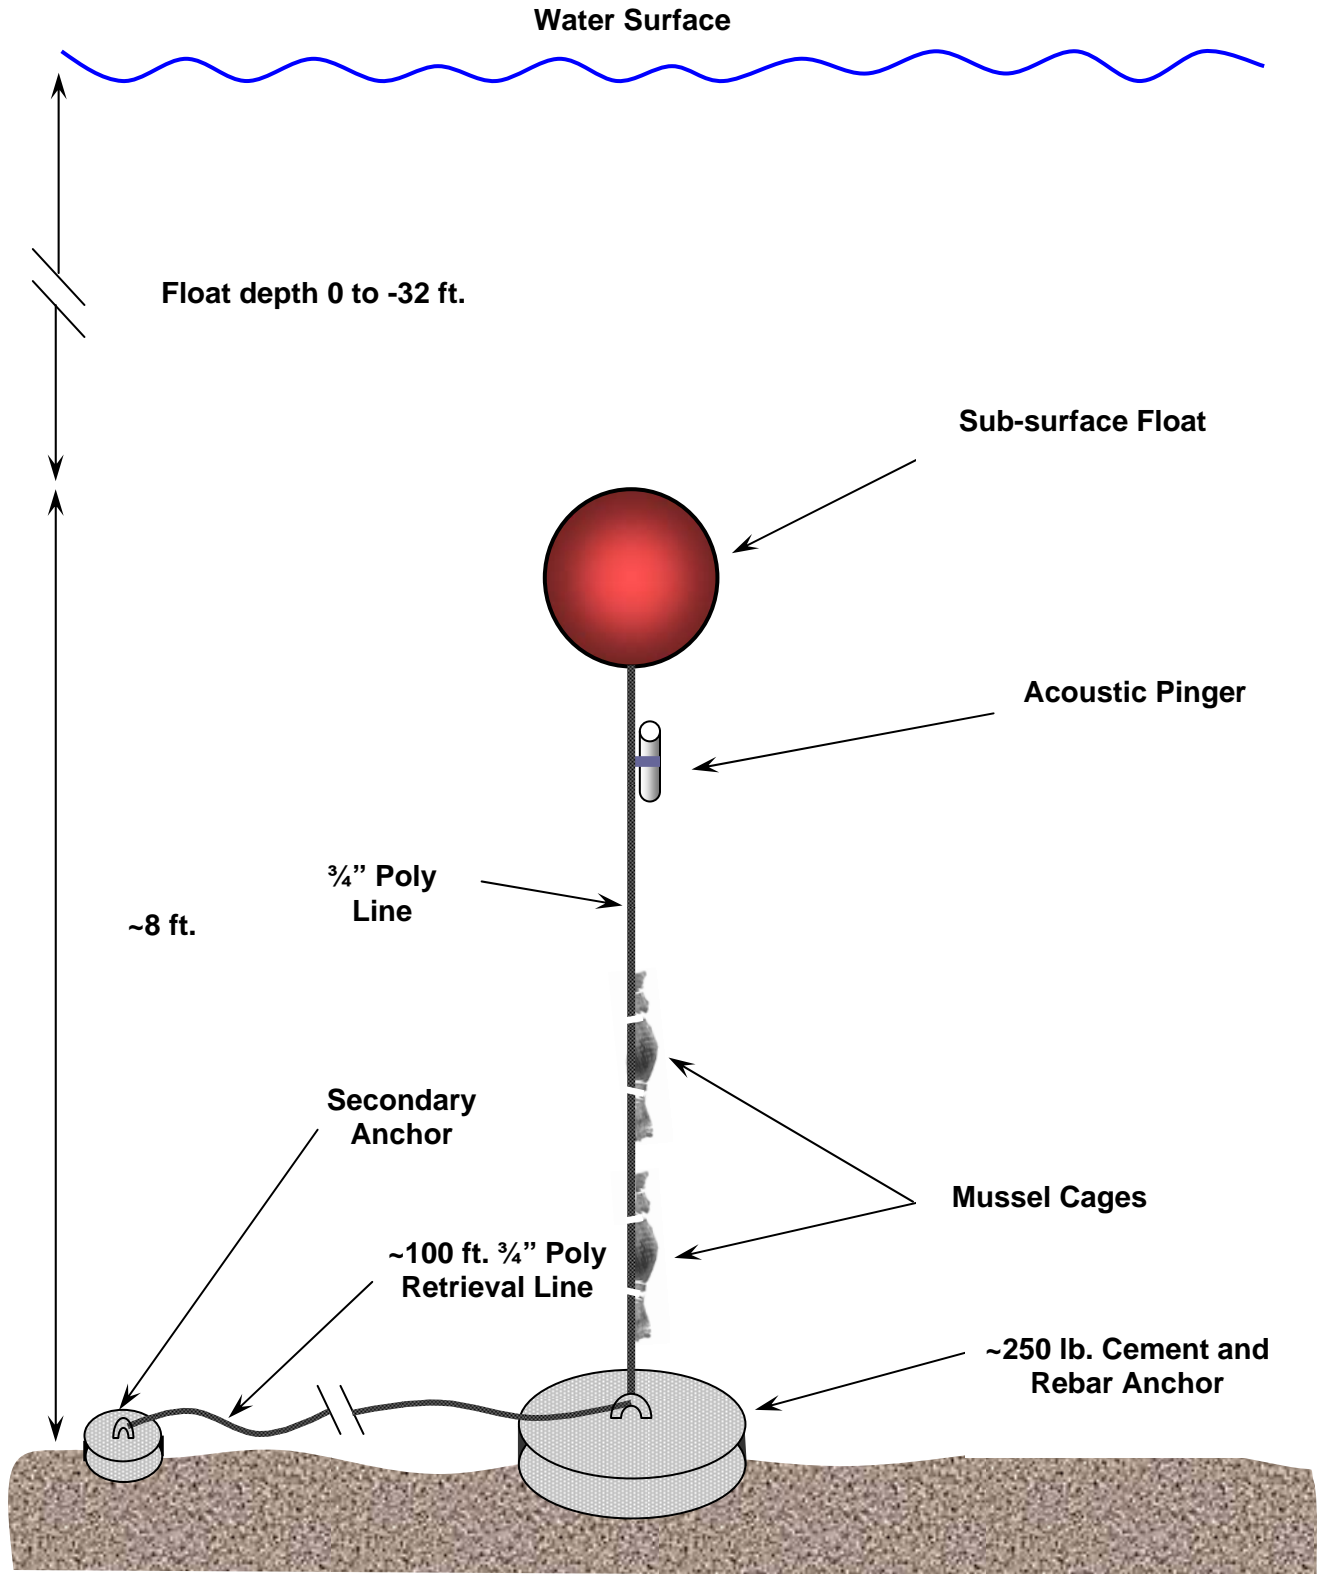 Water Surface
Float depth 0 to -32 ft.
Sub-surface Float
Acoustic Pinger
¾” Poly
Line
~8 ft.
Secondary
Anchor
Mussel Cages
~100 ft. ¾” Poly
Retrieval Line
~250 lb. Cement and
Rebar Anchor